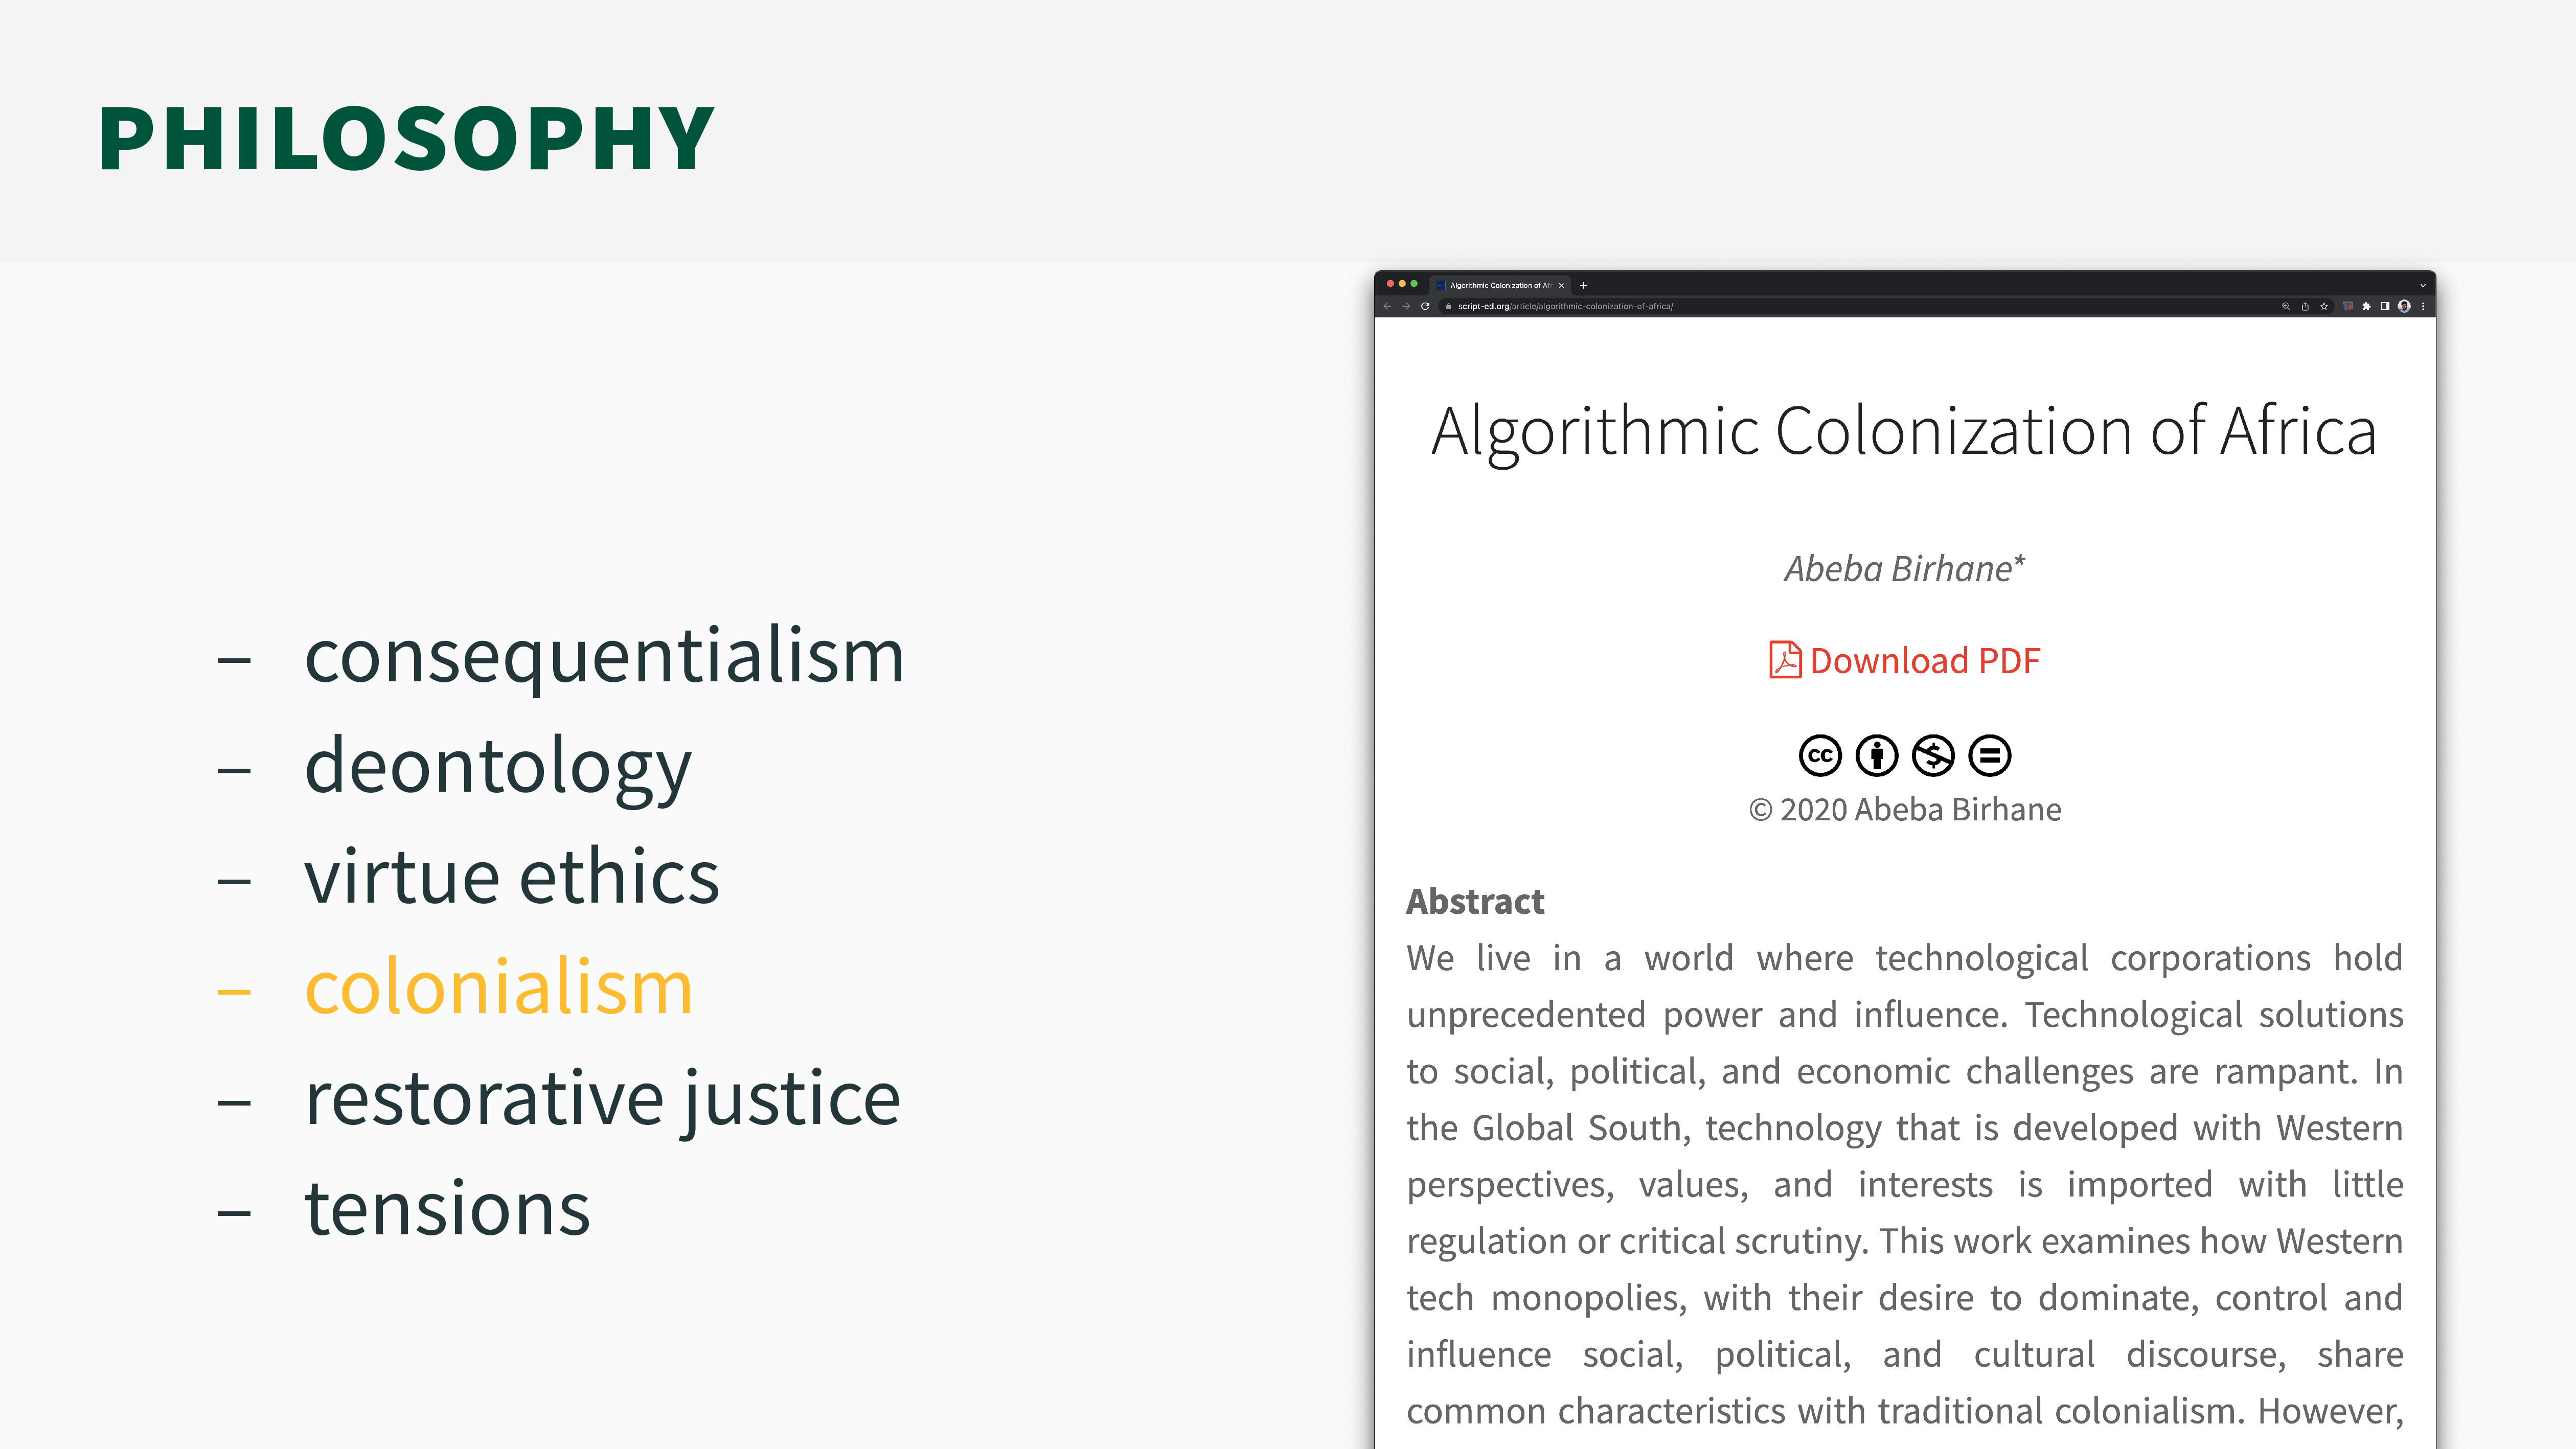 PHILOSOPHY
– consequentialism
– deontology
– virtue ethics
– colonialism
– restorative justice
– tensions
Algorithmic Colonization of Af
script-ed.org/article/algorithmic-colonization-of-africa/
Algorithmic Colonization of Africa
Abeba Birhane*
Download PDF
cc
© 2020 Abeba Birhane
Abstract
We live in a world where technological corporations hold
unprecedented power and influence. Technological solutions
to social, political, and economic challenges are rampant. In
the Global South, technology that is developed with Western
perspectives, values, and interests is imported with little
regulation or critical scrutiny. This work examines how Western
tech monopolies, with their desire to dominate, control and
influence social, political, and cultural discourse, share
common characteristics with traditional colonialism. However,